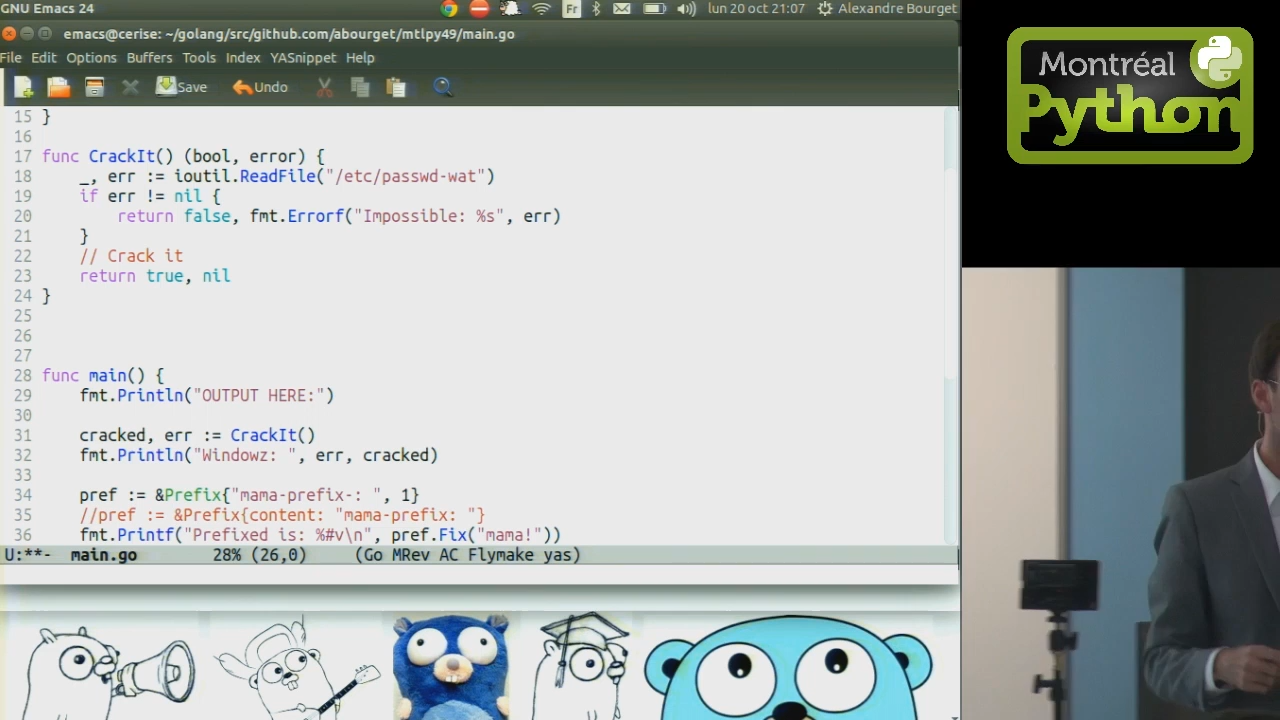 GNU Emacs 24
Fr
lun 20 oct 21:07
Alexandre Bourget
emacs@cerise: ~/golang/src/github.com/abourget/mtlpy49/main.go
File Edit Options Buffers Tools Index YASnippet Help
Save Undo
15 }
16
17 func CrackIt() (bool, error) {
18     _, err := ioutil.ReadFile("/etc/passwd-wat")
19     if err != nil {
20         return false, fmt.Errorf("Impossible: %s", err)
21     }
22     // Crack it
23     return true, nil
24 }
25
26
27
28 func main() {
29     fmt.Println("OUTPUT HERE:")
30
31     cracked, err := CrackIt()
32     fmt.Println("Windowz: ", err, cracked)
33
34     pref := &Prefix{"mama-prefix-: ", 1}
35     //pref := &Prefix{content: "mama-prefix: "}
36     fmt.Printf("Prefixed is: %#v\n", pref.Fix("mama!"))
U:**-  main.go        28% (26,0)     (Go MRev AC Flymake yas)
Montréal
Python